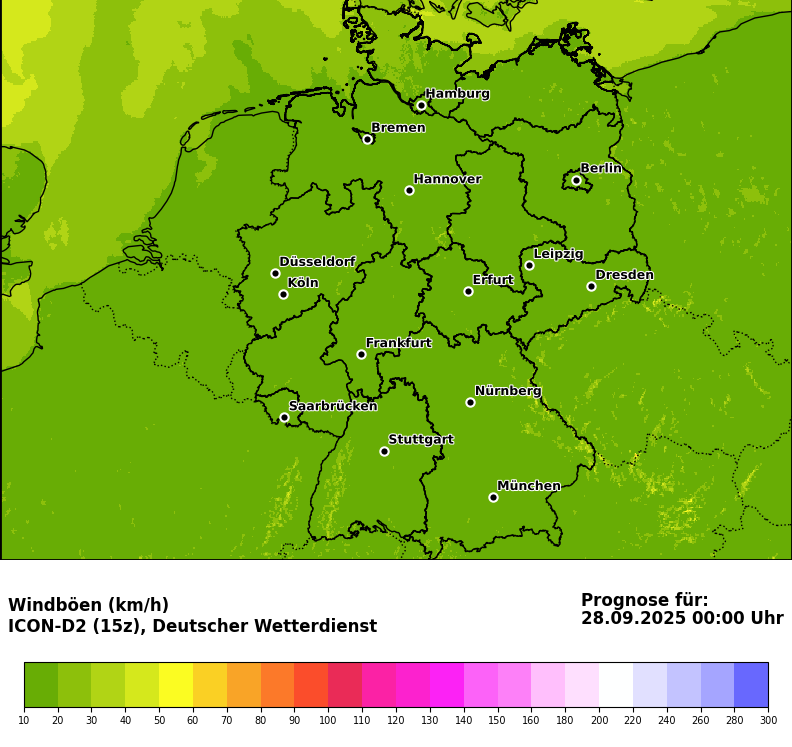 Hamburg
Bremen
Berlin
Hannover
Leipzig
Düsseldorf
Dresden
Köln
Erfurt
Frankfurt
Nürnberg
Saarbrücken
Stuttgart
München
Windböen (km/h)
ICON-D2 (15z), Deutscher Wetterdienst
Prognose für:
28.09.2025 00:00 Uhr
10 20 30 40 50 60 70 80 90 100 110 120 130 140 150 160 180 200 220 240 260 280 300